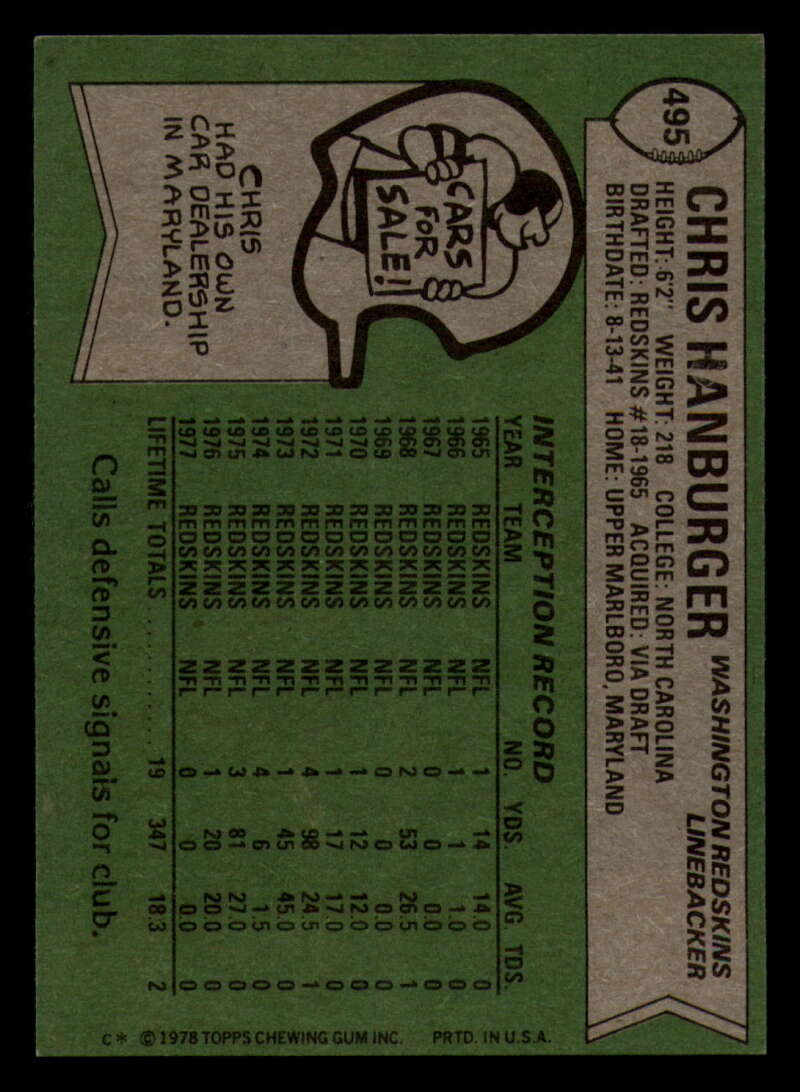 495
CHRIS HANBURGER
WASHINGTON REDSKINS
LINEBACKER
HEIGHT: 6'2" WEIGHT: 218 COLLEGE: NORTH CAROLINA
DRAFTED: REDSKINS #18-1965 ACQUIRED: VIA DRAFT
BIRTHDATE: 8-13-41 HOME: UPPER MARLBORO, MARYLAND
CARS
FOR
SALE!
CHRIS
HAD HIS OWN
CAR DEALERSHIP
IN MARYLAND.
INTERCEPTION RECORD
YEAR TEAM NO. YDS. AVG. TDS.
1965 REDSKINS NFL 1 14 14.0 0
1966 REDSKINS NFL 1 1 1.0 0
1967 REDSKINS NFL 0 0 0.0 0
1968 REDSKINS NFL 2 53 26.5 1
1969 REDSKINS NFL 0 0 0.0 0
1970 REDSKINS NFL 1 12 12.0 0
1971 REDSKINS NFL 1 17 17.0 0
1972 REDSKINS NFL 4 98 24.5 1
1973 REDSKINS NFL 1 45 45.0 0
1974 REDSKINS NFL 4 6 1.5 0
1975 REDSKINS NFL 3 81 27.0 0
1976 REDSKINS NFL 1 20 20.0 0
1977 REDSKINS NFL 0 0 0.0 0
LIFETIME TOTALS .......... 19 347 18.3 2
Calls defensive signals for club.
C* © 1978 TOPPS CHEWING GUM INC. PRTD. IN U.S.A.